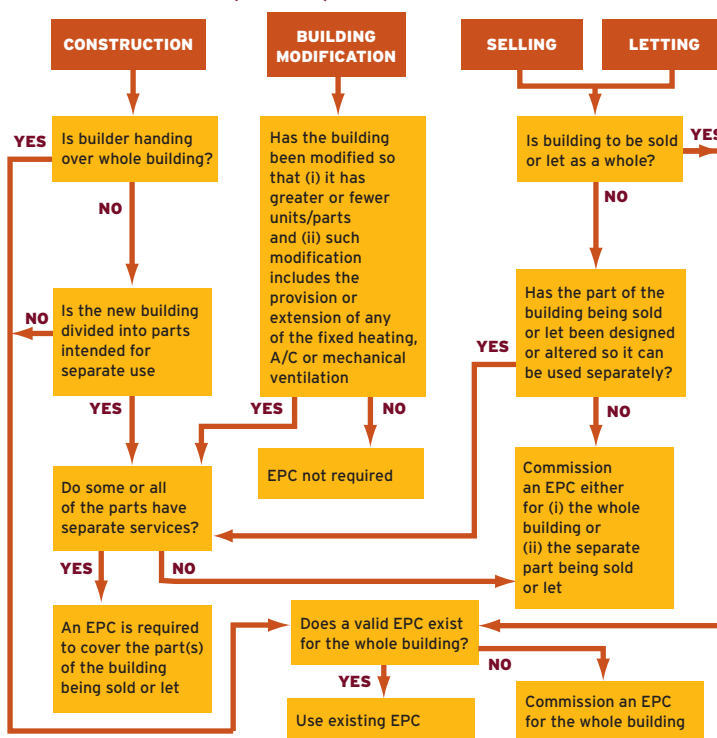 CONSTRUCTION
BUILDING
MODIFICATION
SELLING
LETTING
YES
Is builder handing
over whole building?
NO
Has the building
been modified so
that (i) it has
greater or fewer
units/parts
and (ii) such
modification
includes the
provision or
extension of any
of the fixed heating,
A/C or mechanical
ventilation
Is building to be sold
or let as a whole?
YES
NO
NO
Is the new building
divided into parts
intended for
separate use
YES
YES
NO
Has the part of the
building being sold
or let been designed
or altered so it can
be used separately?
YES
NO
EPC not required
Do some or all
of the parts have
separate services?
YES
NO
Commission
an EPC either
for (i) the whole
building or
(ii) the separate
part being sold
or let
An EPC is required
to cover the part(s)
of the building
being sold or let
Does a valid EPC exist
for the whole building?
YES
NO
Use existing EPC
Commission an EPC
for the whole building